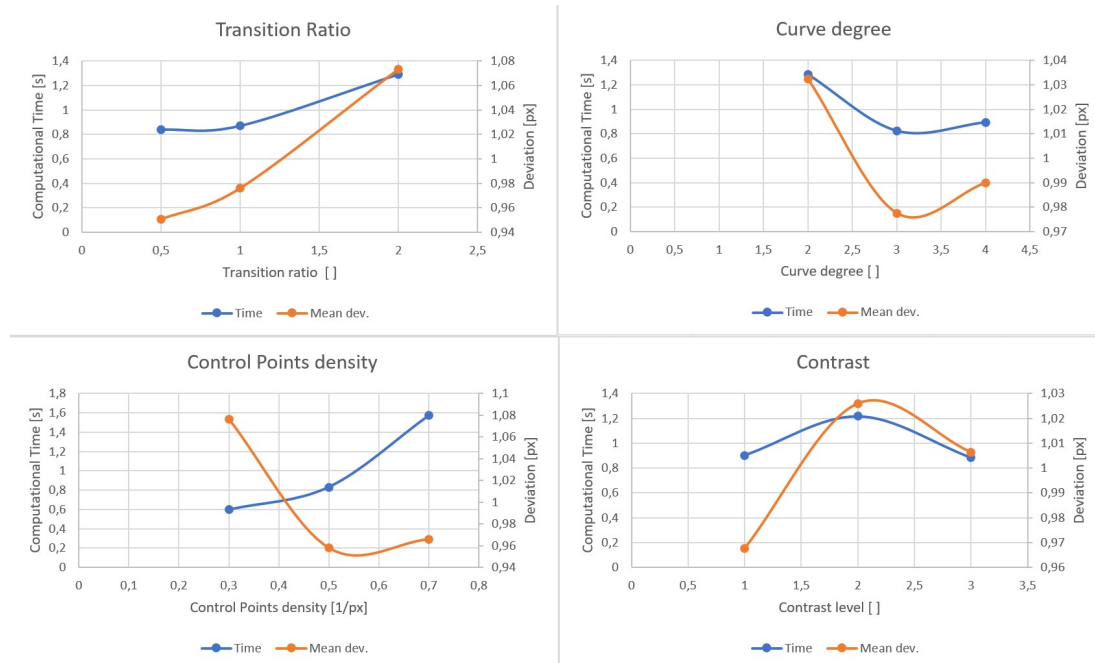 Transition Ratio
1,4
1,2
1
0,8
0,6
0,4
0,2
0
Computational Time [s]
1,08
1,06
1,04
1,02
1
0,98
0,96
0,94
Deviation [px]
0 0,5 1 1,5 2 2,5
Transition ratio [ ]
Time Mean dev.
Curve degree
1,4
1,2
1
0,8
0,6
0,4
0,2
0
Computational Time [s]
1,04
1,03
1,02
1,01
1
0,99
0,98
0,97
Deviation [px]
0 0,5 1 1,5 2 2,5 3 3,5 4 4,5
Curve degree [ ]
Time Mean dev.
Control Points density
1,8
1,6
1,4
1,2
1
0,8
0,6
0,4
0,2
0
Computational Time [s]
1,1
1,08
1,06
1,04
1,02
1
0,98
0,96
0,94
Deviation [px]
0 0,1 0,2 0,3 0,4 0,5 0,6 0,7 0,8
Control Points density [1/px]
Time Mean dev.
Contrast
1,4
1,2
1
0,8
0,6
0,4
0,2
0
Computational Time [s]
1,03
1,02
1,01
1
0,99
0,98
0,97
0,96
Deviation [px]
0 0,5 1 1,5 2 2,5 3 3,5
Contrast level [ ]
Time Mean dev.